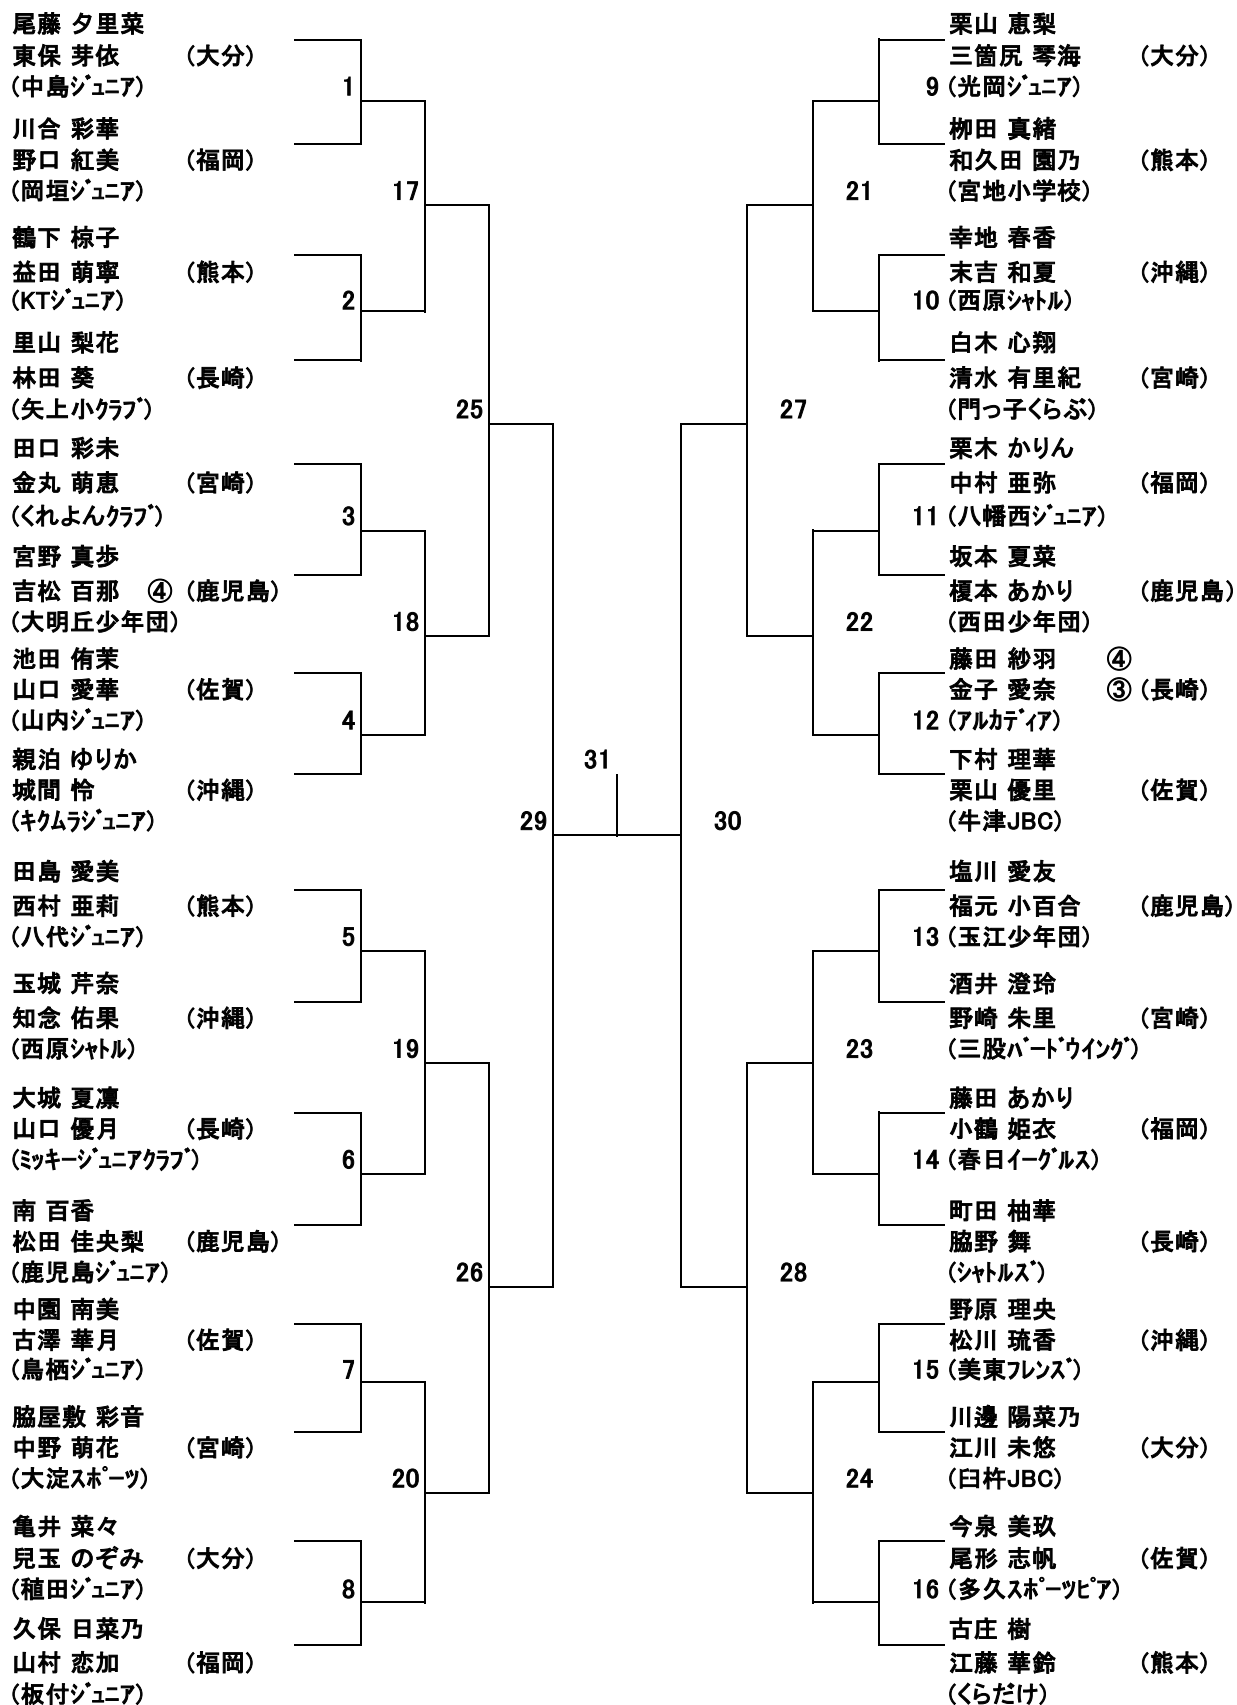 尾藤 夕里菜
東保 芽依 (大分)
(中島ジュニア)
1
川合 彩華
野口 紅美 (福岡)
(岡垣ジュニア)
17
鶴下 椋子
益田 萌寧 (熊本)
(KTジュニア)
2
里山 梨花
林田 葵 (長崎)
(矢上小クラブ)
25
田口 彩未
金丸 萌恵 (宮崎)
(くれよんクラブ)
3
宮野 真歩
吉松 百那 ④ (鹿児島)
(大明丘少年団)
18
池田 侑茉
山口 愛華 (佐賀)
(山内ジュニア)
4
親泊 ゆりか
城間 怜 (沖縄)
(キクムラジュニア)
29
田島 愛美
西村 亜莉 (熊本)
(八代ジュニア)
5
玉城 芹奈
知念 佑果 (沖縄)
(西原シャトル)
19
大城 夏凜
山口 優月 (長崎)
(ミッキージュニアクラブ)
6
南 百香
松田 佳央梨 (鹿児島)
(鹿児島ジュニア)
26
中園 南美
古澤 華月 (佐賀)
(鳥栖ジュニア)
7
脇屋敷 彩音
中野 萌花 (宮崎)
(大淀スポーツ)
20
亀井 菜々
兒玉 のぞみ (大分)
(稙田ジュニア)
8
久保 日菜乃
山村 恋加 (福岡)
(板付ジュニア)
31
栗山 恵梨
三箇尻 琴海 (大分)
9 (光岡ジュニア)
栁田 真緒
和久田 園乃 (熊本)
21 (宮地小学校)
幸地 春香
末吉 和夏 (沖縄)
10 (西原シャトル)
白木 心翔
清水 有里紀 (宮崎)
27 (門っ子くらぶ)
栗木 かりん
中村 亜弥 (福岡)
11 (八幡西ジュニア)
坂本 夏菜
榎本 あかり (鹿児島)
22 (西田少年団)
藤田 紗羽 ④
金子 愛奈 ③ (長崎)
12 (アルカディア)
下村 理華
栗山 優里 (佐賀)
30 (牛津JBC)
塩川 愛友
福元 小百合 (鹿児島)
13 (玉江少年団)
酒井 澄玲
野崎 朱里 (宮崎)
23 (三股バードウイング)
藤田 あかり
小鶴 姫衣 (福岡)
14 (春日イーグルス)
町田 柚華
脇野 舞 (長崎)
28 (シャトルズ)
野原 理央
松川 琉香 (沖縄)
15 (美東フレンズ)
川邊 陽菜乃
江川 未悠 (大分)
24 (臼杵JBC)
今泉 美玖
尾形 志帆 (佐賀)
16 (多久スポーツピア)
古庄 樹
江藤 華鈴 (熊本)
(くらだけ)